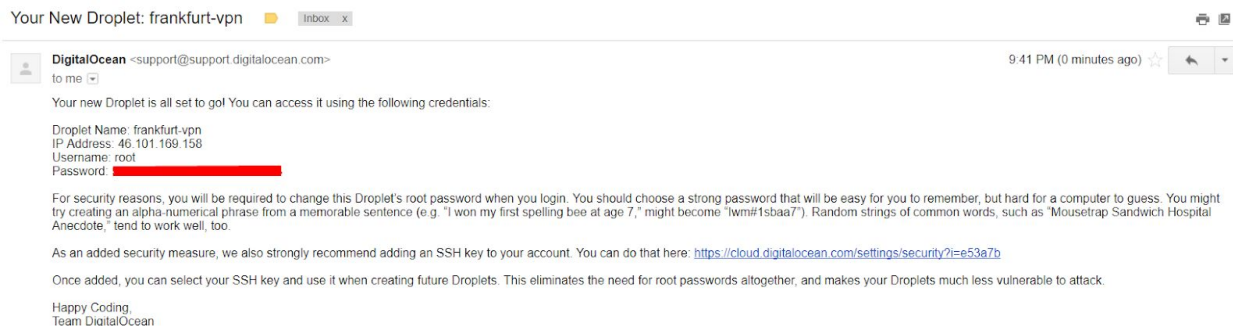 Your New Droplet: frankfurt-vpn Inbox x
DigitalOcean <support@support.digitalocean.com> 9:41 PM (0 minutes ago)
to me
Your new Droplet is all set to go! You can access it using the following credentials:
Droplet Name: frankfurt-vpn
IP Address: 46.101.169.158
Username: root
Password:
For security reasons, you will be required to change this Droplet's root password when you login. You should choose a strong password that will be easy for you to remember, but hard for a computer to guess. You might
try creating an alpha-numerical phrase from a memorable sentence (e.g. "I won my first spelling bee at age 7," might become "Iwm#1sbaa7"). Random strings of common words, such as "Mousetrap Sandwich Hospital
Anecdote," tend to work well, too.
As an added security measure, we also strongly recommend adding an SSH key to your account. You can do that here: https://cloud.digitalocean.com/settings/security?i=e53a7b
Once added, you can select your SSH key and use it when creating future Droplets. This eliminates the need for root passwords altogether, and makes your Droplets much less vulnerable to attack.
Happy Coding,
Team DigitalOcean